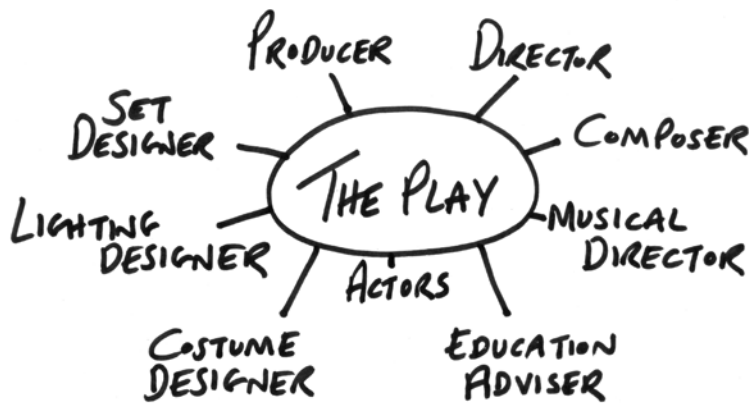 PRODUCER
DIRECTOR
SET
DESIGNER
COMPOSER
THE PLAY
LIGHTING
DESIGNER
MUSICAL
DIRECTOR
ACTORS
COSTUME
DESIGNER
EDUCATION
ADVISER